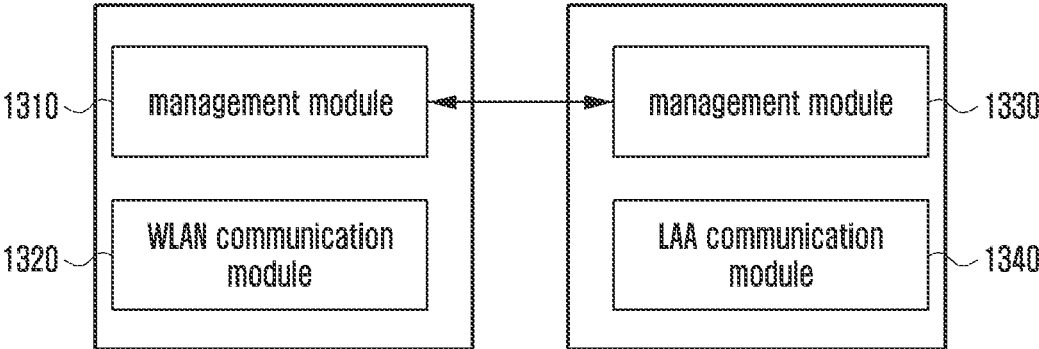 1310
management module
management module
1330
1320
WLAN communication
module
LAA communication
module
1340